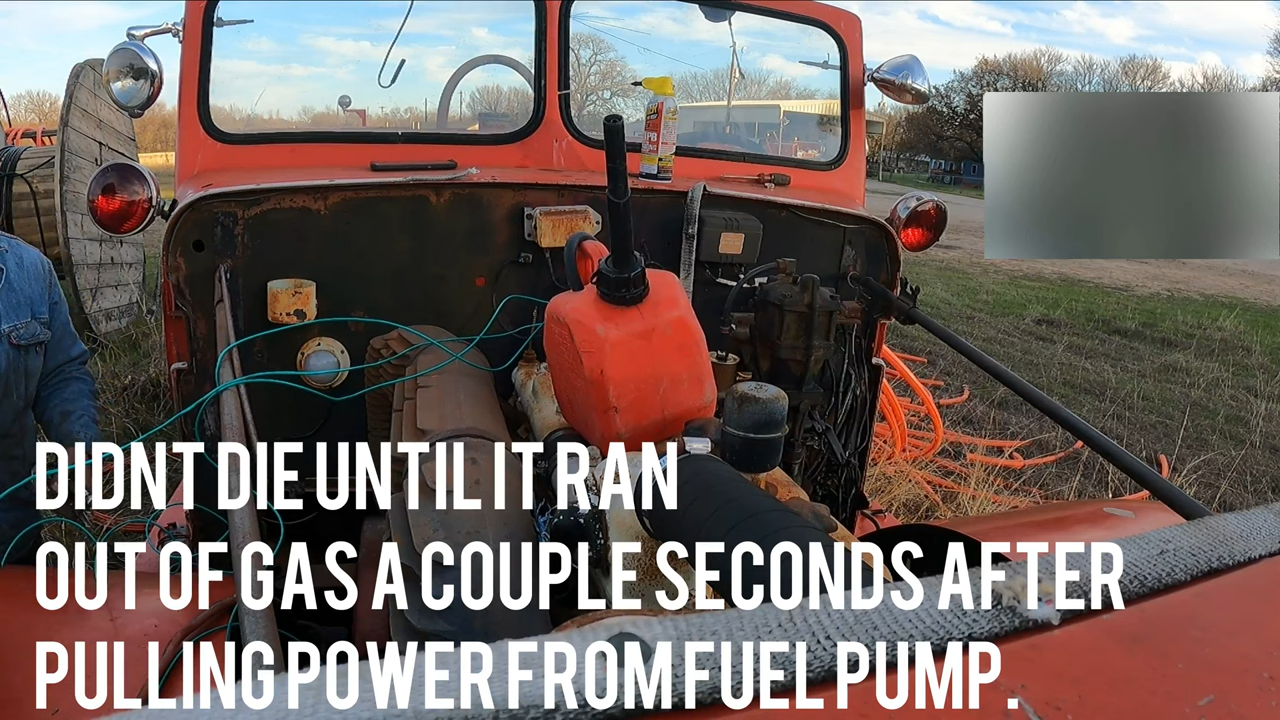 DIDNT DIE UNTIL IT RAN
OUT OF GAS A COUPLE SECONDS AFTER
PULLING POWER FROM FUEL PUMP.